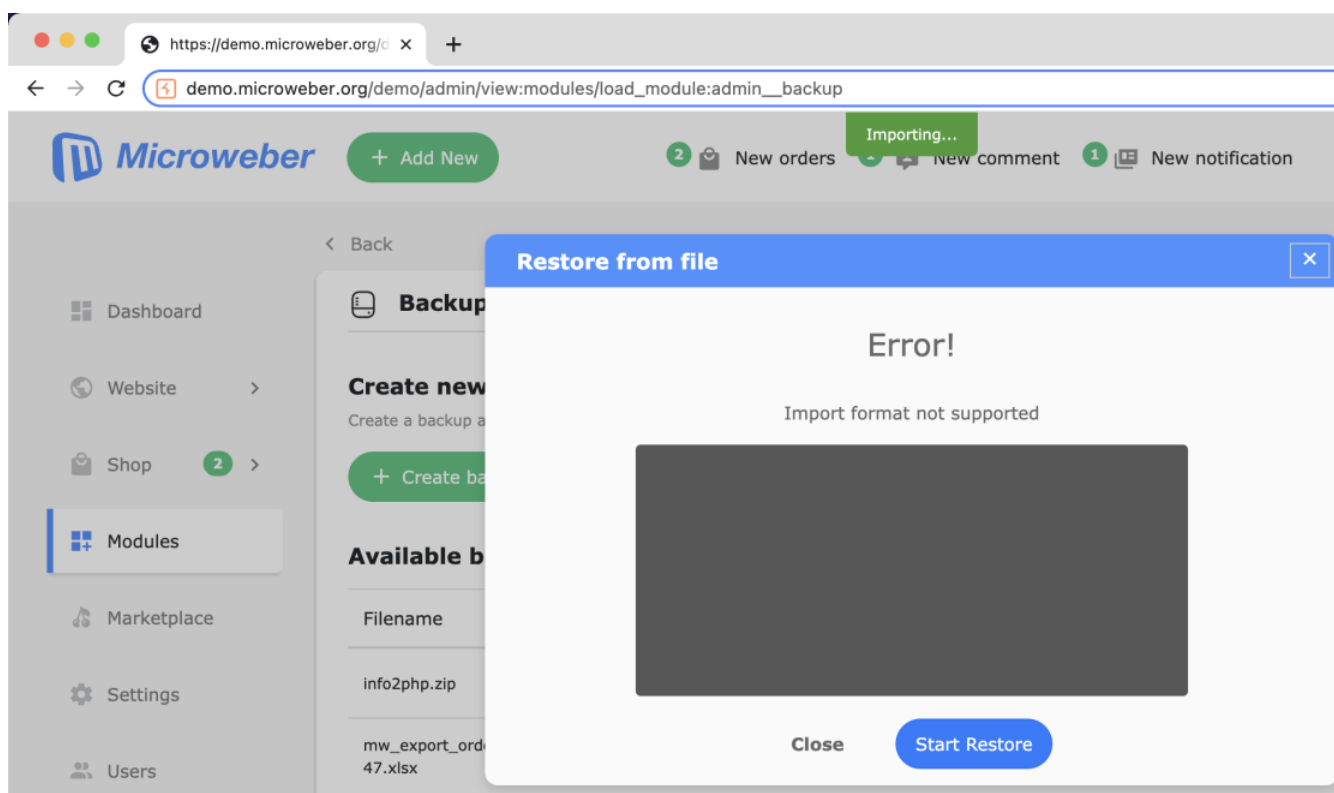 https://demo.microweber.org/d
demo.microweber.org/demo/admin/view:modules/load_module:admin__backup
Importing...
Microweber
+ Add New
2 New orders
New comment
1 New notification
Back
Restore from file
Dashboard
Backup
Error!
Website
Create new
Import format not supported
Create a backup a
Shop 2
+ Create ba
Modules
Available b
Marketplace
Filename
Settings
info2php.zip
mw_export_ord
47.xlsx
Close
Start Restore
Users